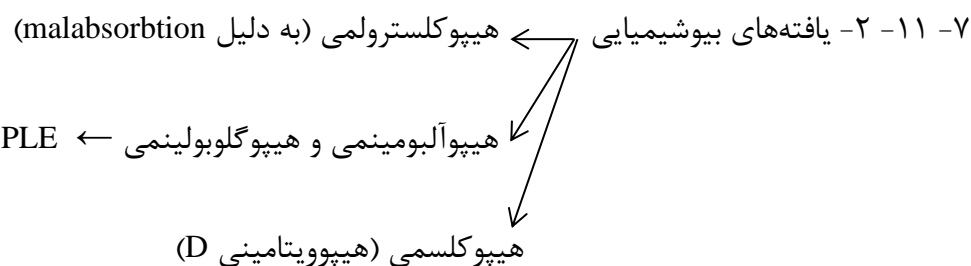 ۷- ۱۱- ۲- یافته‌های بیوشیمیایی هیپوکلسترولمی (به دلیل malabsorbtion)
هیپوآلبومینمی و هیپوگلوبولینمی ← PLE
هیپوکلسمی (هیپوویتامینی D)